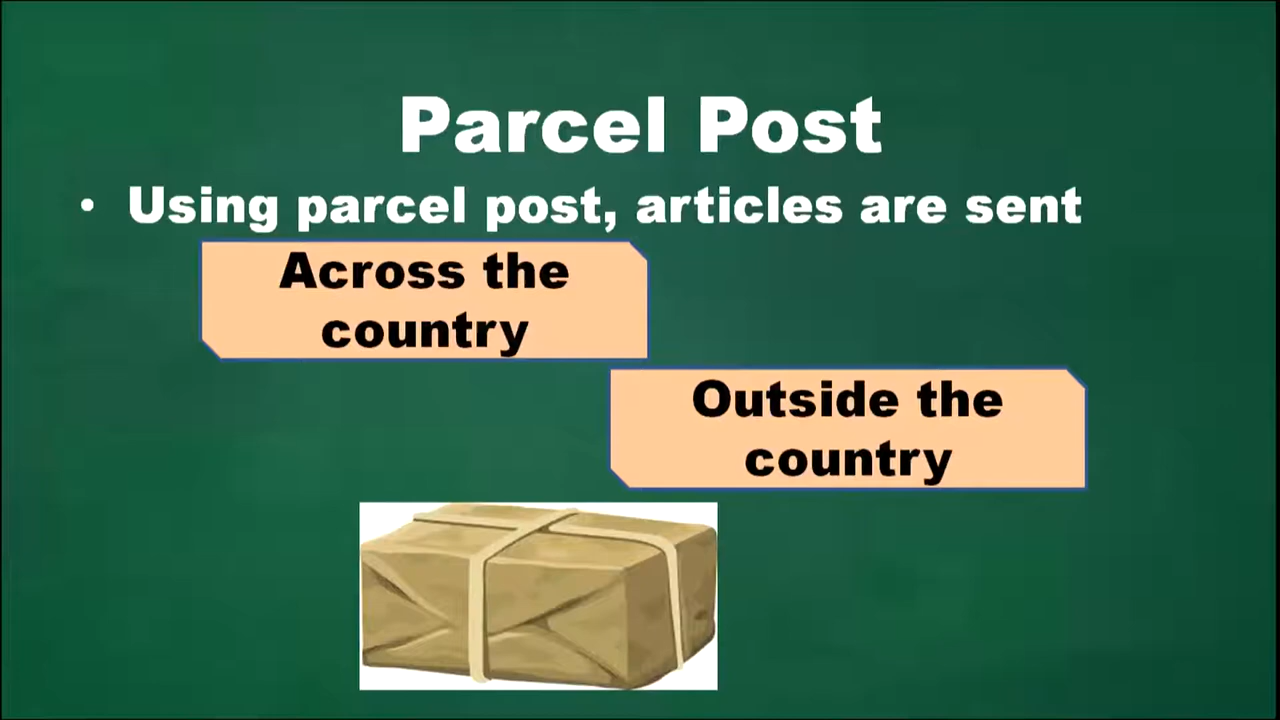 Parcel Post
• Using parcel post, articles are sent
Across the
country
Outside the
country